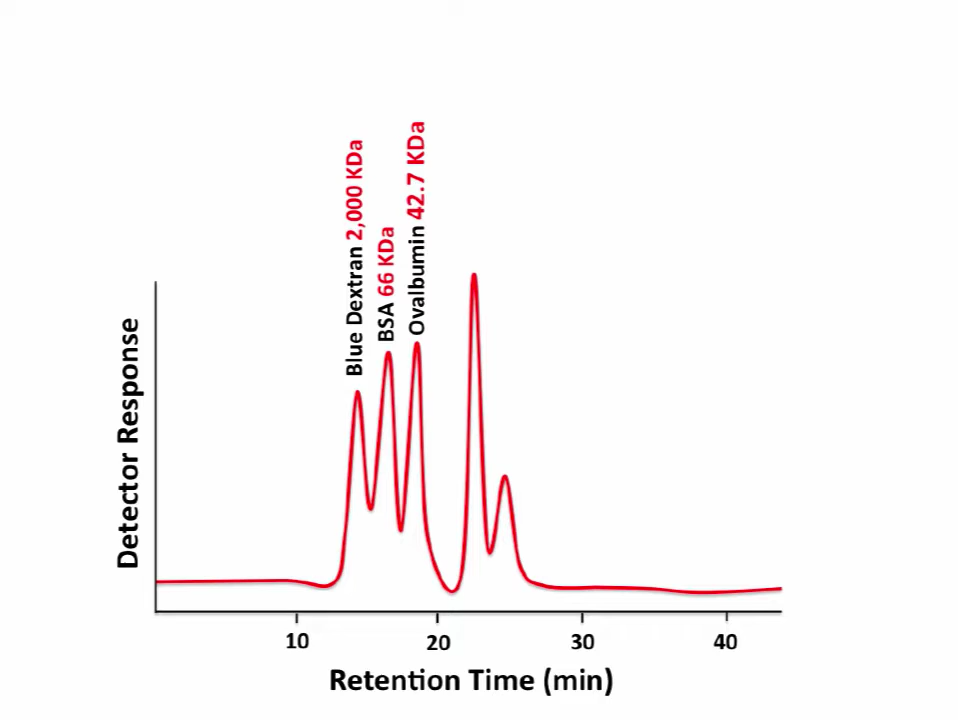 Blue Dextran 2,000 KDa
BSA 66 KDa
Ovalbumin 42.7 KDa
Detector Response
10
20
30
40
Retention Time (min)